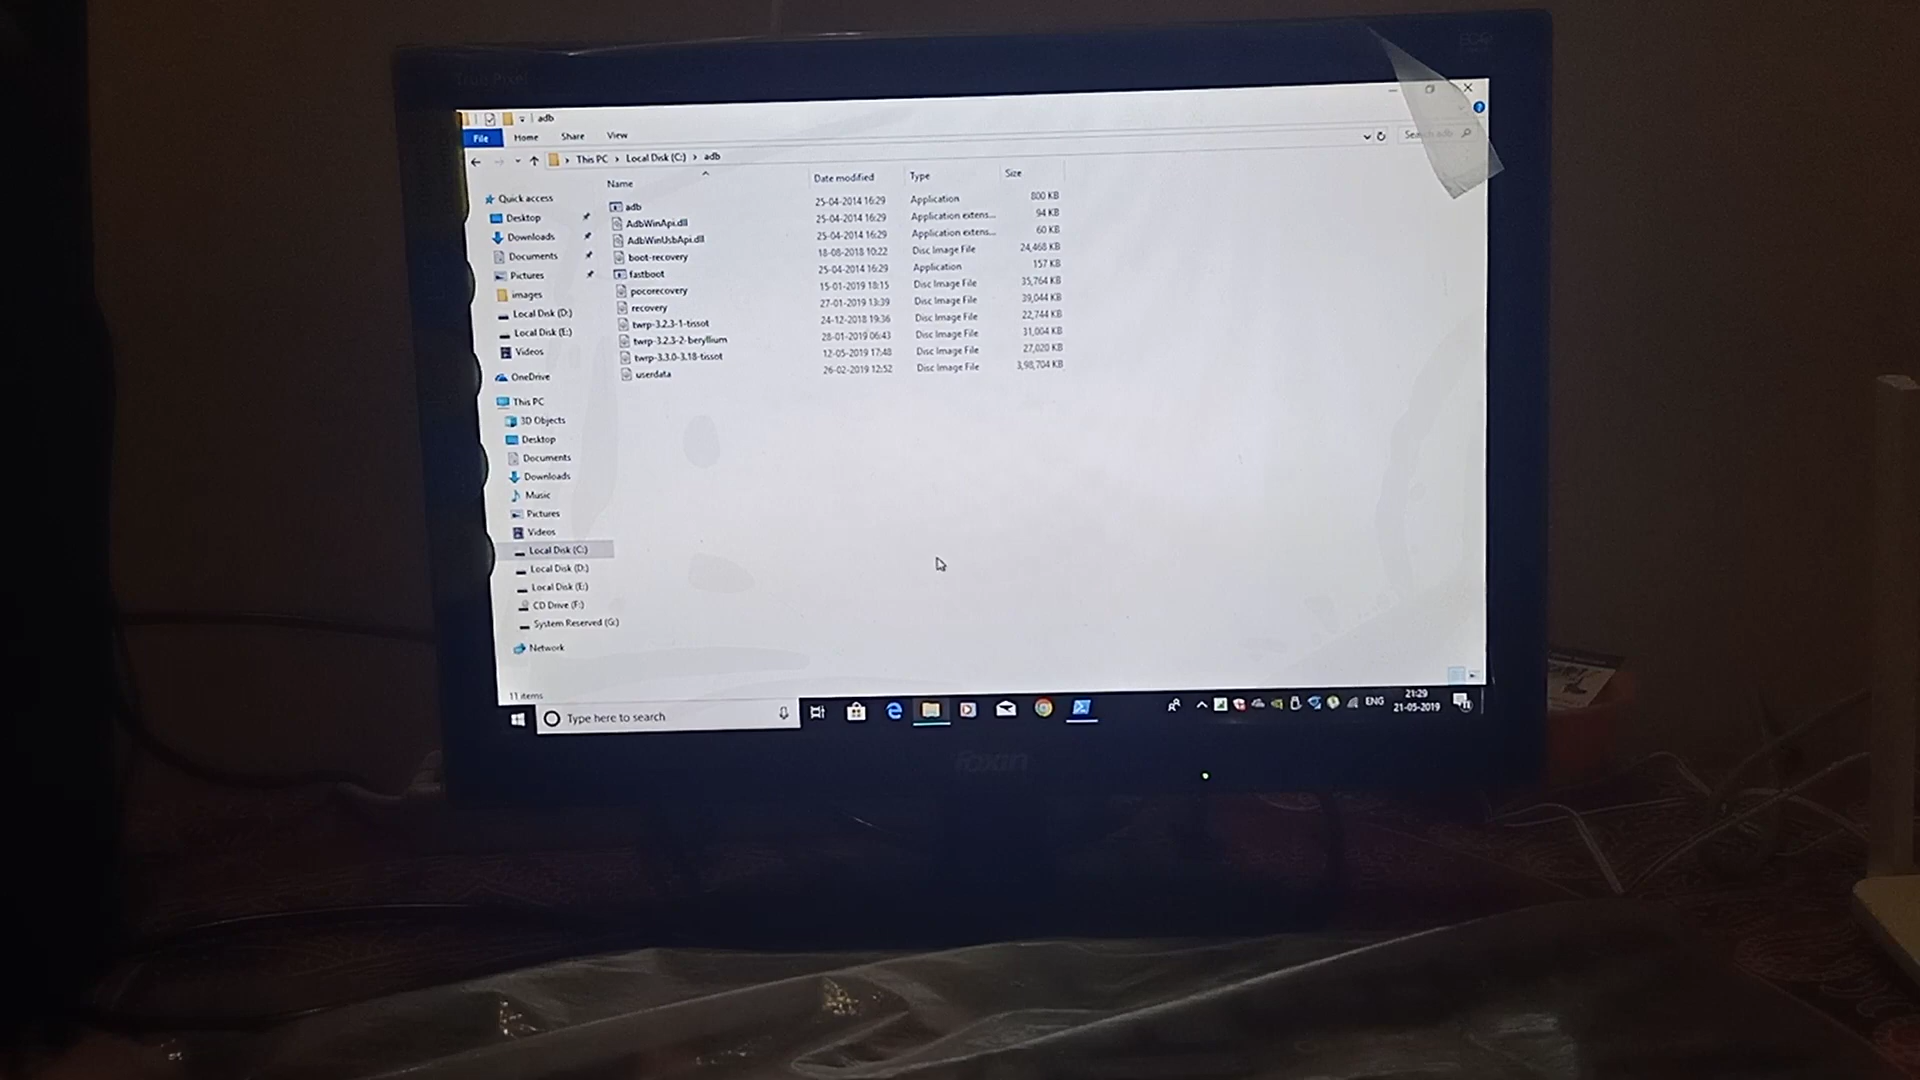 True Pixel
adb
File Home Share View
This PC > Local Disk (C:) > adb
Name Date modified Type Size
adb 25-04-2014 16:29 Application 800 KB
AdbWinApi.dll 25-04-2014 16:29 Application extens... 94 KB
AdbWinUsbApi.dll 25-04-2014 16:29 Application extens... 60 KB
boot-recovery 18-08-2018 10:22 Disc Image File 24,468 KB
fastboot 25-04-2014 16:29 Application 157 KB
pocorecovery 15-01-2019 18:15 Disc Image File 35,764 KB
recovery 27-01-2019 13:39 Disc Image File 39,044 KB
twrp-3.2.3-1-tissot 24-12-2018 19:36 Disc Image File 22,744 KB
twrp-3.2.3-2-beryllium 28-01-2019 06:43 Disc Image File 31,004 KB
twrp-3.3.0-3.18-tissot 12-05-2019 17:48 Disc Image File 27,020 KB
userdata 26-02-2019 12:52 Disc Image File 3,98,704 KB
Quick access
Desktop
Downloads
Documents
Pictures
images
Local Disk (D:)
Local Disk (E:)
Videos
OneDrive
This PC
3D Objects
Desktop
Documents
Downloads
Music
Pictures
Videos
Local Disk (C:)
Local Disk (D:)
Local Disk (E:)
CD Drive (F:)
System Reserved (G:)
Network
11 items
Type here to search
ENG
21:29
21-05-2019
foxin